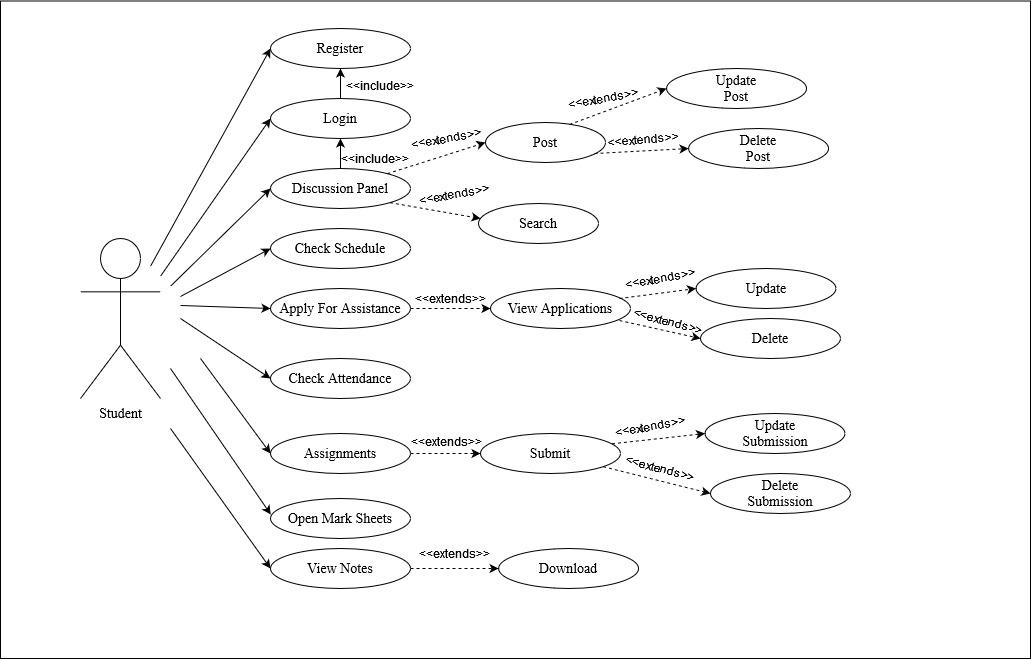 Register
<<include>>
Login
<<include>>
Discussion Panel
<<extends>>
Post
<<extends>>
Update
Post
<<extends>>
Delete
Post
<<extends>>
Search
Check Schedule
Apply For Assistance
<<extends>>
View Applications
<<extends>>
Update
<<extends>>
Delete
Check Attendance
Student
Assignments
<<extends>>
Submit
<<extends>>
Update
Submission
<<extends>>
Delete
Submission
Open Mark Sheets
View Notes
<<extends>>
Download